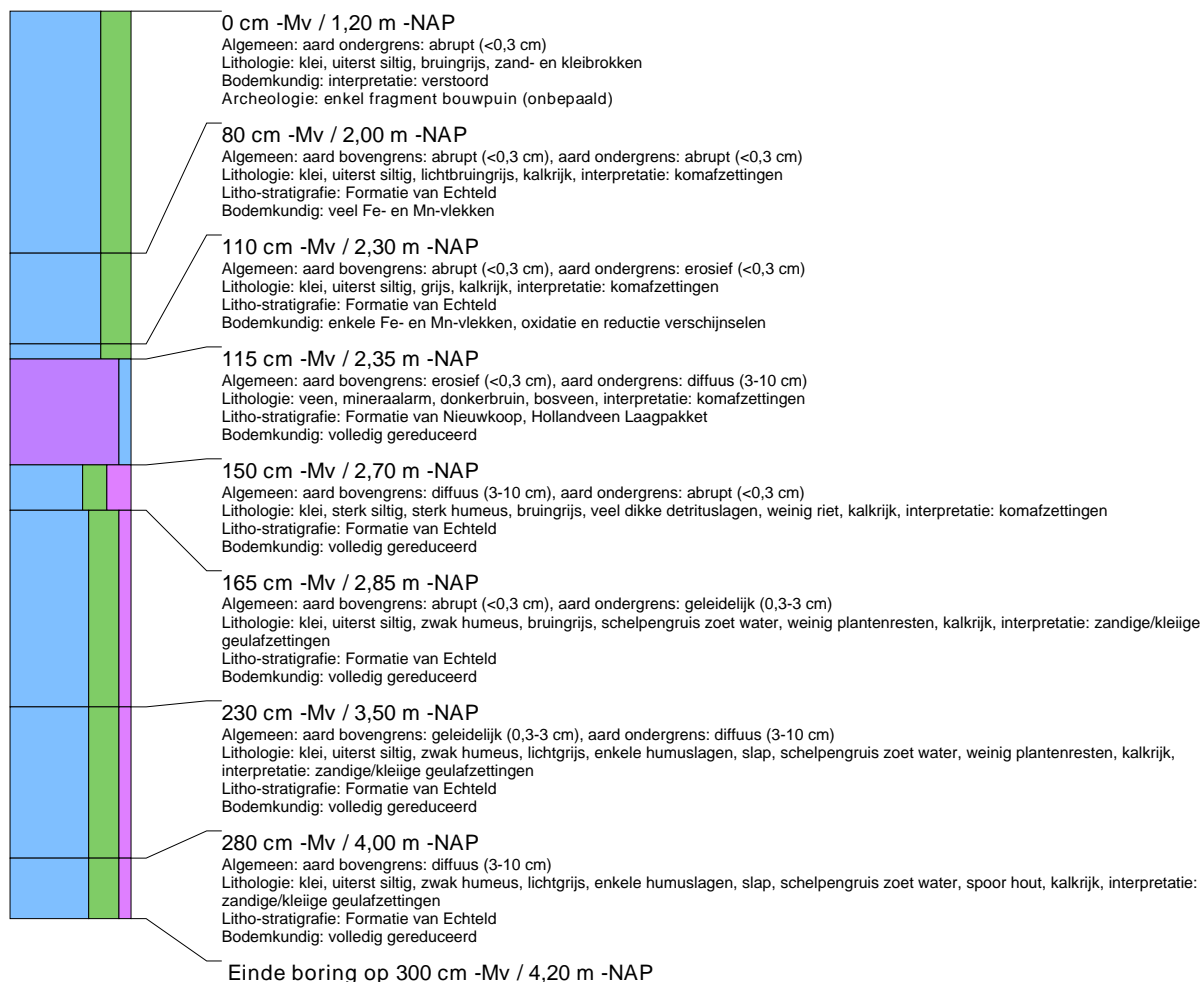 0 cm -Mv / 1,20 m -NAP
Algemeen: aard ondergrens: abrupt (<0,3 cm)
Lithologie: klei, uiterst siltig, bruingrijs, zand- en kleibrokken
Bodemkundig: interpretatie: verstoord
Archeologie: enkel fragment bouwpuin (onbepaald)
80 cm -Mv / 2,00 m -NAP
Algemeen: aard bovengrens: abrupt (<0,3 cm), aard ondergrens: abrupt (<0,3 cm)
Lithologie: klei, uiterst siltig, lichtbruingrijs, kalkrijk, interpretatie: komafzettingen
Litho-stratigrafie: Formatie van Echteld
Bodemkundig: veel Fe- en Mn-vlekken
110 cm -Mv / 2,30 m -NAP
Algemeen: aard bovengrens: abrupt (<0,3 cm), aard ondergrens: erosief (<0,3 cm)
Lithologie: klei, uiterst siltig, grijs, kalkrijk, interpretatie: komafzettingen
Litho-stratigrafie: Formatie van Echteld
Bodemkundig: enkele Fe- en Mn-vlekken, oxidatie en reductie verschijnselen
115 cm -Mv / 2,35 m -NAP
Algemeen: aard bovengrens: erosief (<0,3 cm), aard ondergrens: diffuus (3-10 cm)
Lithologie: veen, mineraalarm, donkerbruin, bosveen, interpretatie: komafzettingen
Litho-stratigrafie: Formatie van Nieuwkoop, Hollandveen Laagpakket
Bodemkundig: volledig gereduceerd
150 cm -Mv / 2,70 m -NAP
Algemeen: aard bovengrens: diffuus (3-10 cm), aard ondergrens: abrupt (<0,3 cm)
Lithologie: klei, sterk siltig, sterk humeus, bruingrijs, veel dikke detrituslagen, weinig riet, kalkrijk, interpretatie: komafzettingen
Litho-stratigrafie: Formatie van Echteld
Bodemkundig: volledig gereduceerd
165 cm -Mv / 2,85 m -NAP
Algemeen: aard bovengrens: abrupt (<0,3 cm), aard ondergrens: geleidelijk (0,3-3 cm)
Lithologie: klei, uiterst siltig, zwak humeus, bruingrijs, schelpengruis zoet water, weinig plantenresten, kalkrijk, interpretatie: zandige/kleiige
geulafzettingen
Litho-stratigrafie: Formatie van Echteld
Bodemkundig: volledig gereduceerd
230 cm -Mv / 3,50 m -NAP
Algemeen: aard bovengrens: geleidelijk (0,3-3 cm), aard ondergrens: diffuus (3-10 cm)
Lithologie: klei, uiterst siltig, zwak humeus, lichtgrijs, enkele humuslagen, slap, schelpengruis zoet water, weinig plantenresten, kalkrijk,
interpretatie: zandige/kleiige geulafzettingen
Litho-stratigrafie: Formatie van Echteld
Bodemkundig: volledig gereduceerd
280 cm -Mv / 4,00 m -NAP
Algemeen: aard bovengrens: diffuus (3-10 cm)
Lithologie: klei, uiterst siltig, zwak humeus, lichtgrijs, enkele humuslagen, slap, schelpengruis zoet water, spoor hout, kalkrijk, interpretatie:
zandige/kleiige geulafzettingen
Litho-stratigrafie: Formatie van Echteld
Bodemkundig: volledig gereduceerd
Einde boring op 300 cm -Mv / 4,20 m -NAP